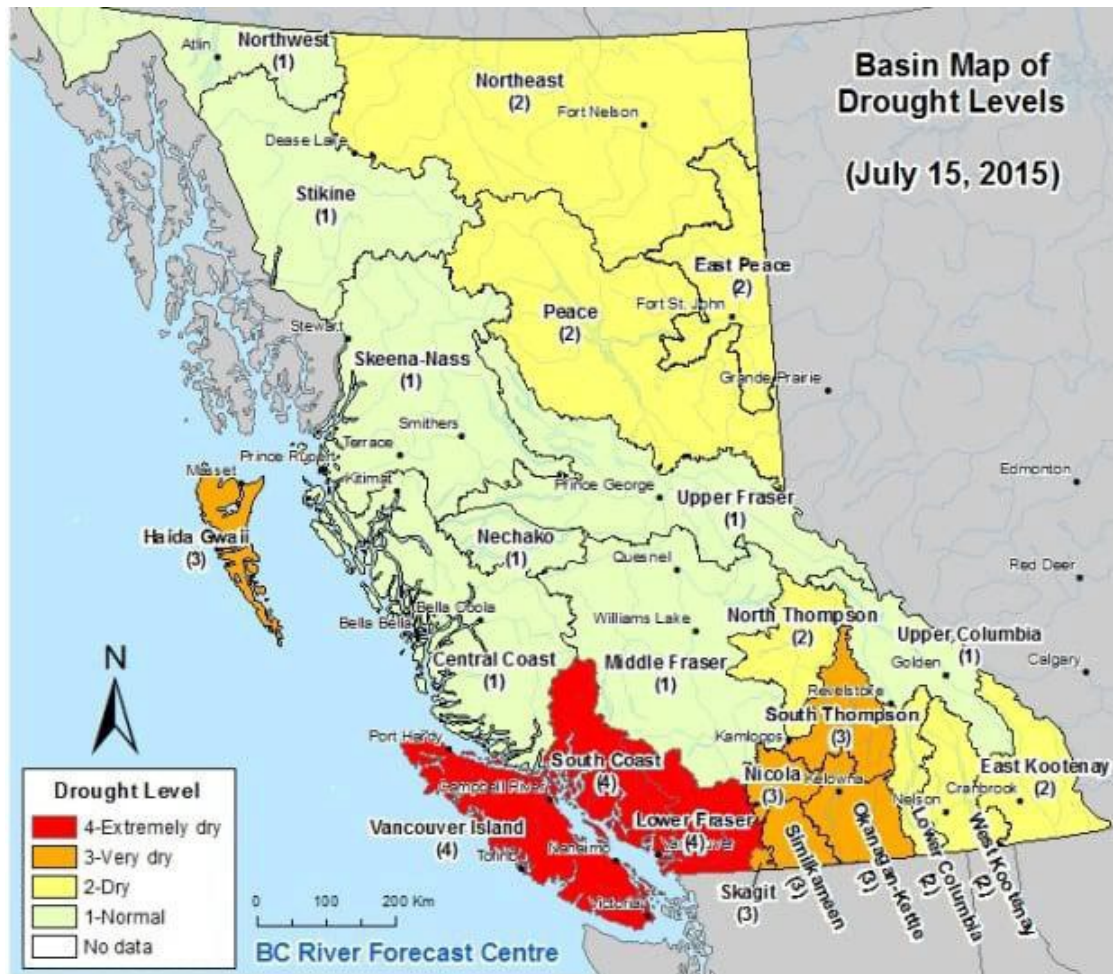 Basin Map of
Drought Levels
(July 15, 2015)
Northwest
(1)
Atlin
Northeast
(2)
Fort Nelson
Dease Lake
Stikine
(1)
East Peace
(2)
Fort St. John
Peace
(2)
Stewart
Skeena-Nass
(1)
Grande Prairie
Smithers
Terrace
Prince Rupert
Kitimat
Masset
Haida Gwaii
(3)
Prince George
Upper Fraser
(1)
Edmonton
Nechako
(1)
Quesnel
Red Deer
Bella Coola
Bella Bella
Williams Lake
North Thompson
(2)
Upper Columbia
(1)
Central Coast
(1)
Middle Fraser
(1)
Golden
Calgary
Revelstoke
South Thompson
(3)
Kamloops
N
Port Hardy
South Coast
(4)
Campbell River
Nicola
(3)
Kelowna
East Kootenay
(2)
Cranbrook
Nelson
Vancouver Island
(4)
Lower Fraser
(4)
Tofino
Nanaimo
Victoria
Skagit
(3)
Similkameen
(3)
Okanagan-Kettle
(3)
Lower Columbia
(2)
West Kootenay
(2)
Drought Level
4-Extremely dry
3-Very dry
2-Dry
1-Normal
No data
0 100 200 Km
BC River Forecast Centre